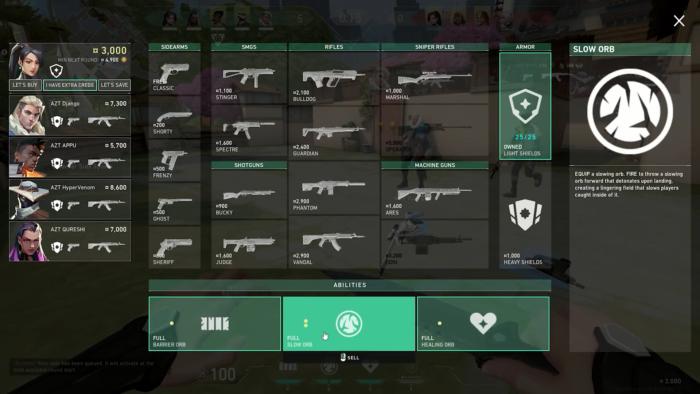 5
SIDEARMS
SMGS
RIFLES
SNIPER RIFLES
ARMOR
SLOW ORB
3,000
MIN NEXT ROUND: 4,900
LET'S BUY
I HAVE EXTRA CREDS
LET'S SAVE
AZT Django
7,300
AZT APPU
5,700
AZT HyperVenom
8,600
AZT QURESHI
7,000
FREE
CLASSIC
200
SHORTY
500
FRENZY
500
GHOST
800
SHERIFF
1,100
STINGER
1,600
SPECTRE
SHOTGUNS
900
BUCKY
1,600
JUDGE
2,100
BULLDOG
2,400
GUARDIAN
2,900
PHANTOM
2,900
VANDAL
1,000
MARSHAL
MACHINE GUNS
1,600
ARES
25/25
OWNED
LIGHT SHIELDS
1,000
HEAVY SHIELDS
EQUIP a slowing orb. FIRE to throw a slowing
orb forward that detonates upon landing,
creating a lingering field that slows players
caught inside of it.
ABILITIES
FULL
BARRIER ORB
FULL
SLOW ORB
FULL
HEALING ORB
SELL
100